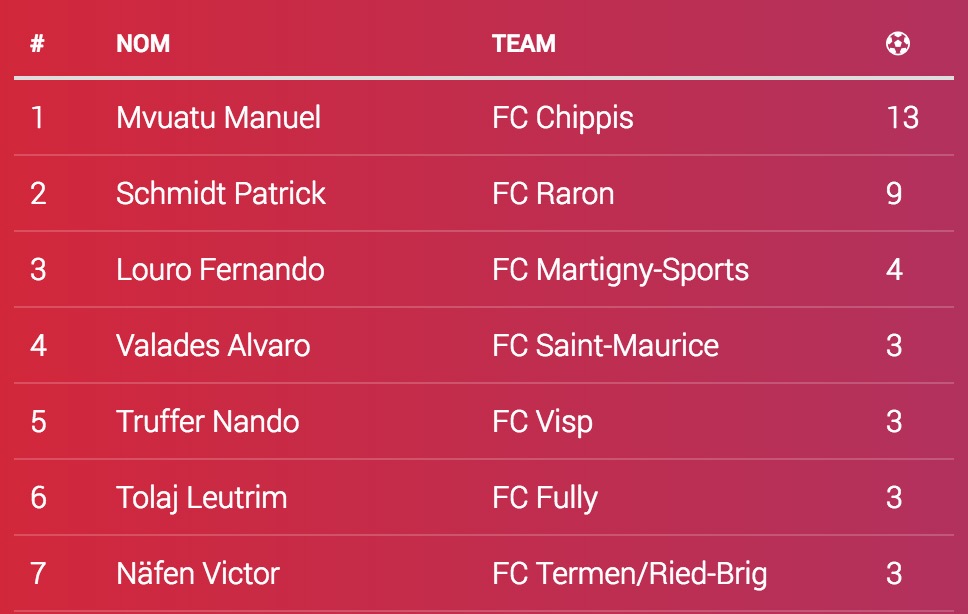 # NOM TEAM
1 Mvuatu Manuel FC Chippis 13
2 Schmidt Patrick FC Raron 9
3 Louro Fernando FC Martigny-Sports 4
4 Valades Alvaro FC Saint-Maurice 3
5 Truffer Nando FC Visp 3
6 Tolaj Leutrim FC Fully 3
7 Näfen Victor FC Termen/Ried-Brig 3